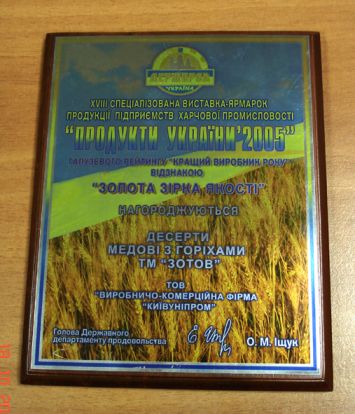 УКРАЇНА
XVIII СПЕЦІАЛІЗОВАНА ВИСТАВКА-ЯРМАРОК
ПРОДУКЦІЇ ПІДПРИЄМСТВ ХАРЧОВОЇ ПРОМИСЛОВОСТІ
“ПРОДУКТИ УКРАЇНИ’2005”
ГАЛУЗЕВОГО РЕЙТИНГУ “КРАЩИЙ ВИРОБНИК РОКУ”
ВІДЗНАКОЮ
“ЗОЛОТА ЗІРКА ЯКОСТІ”
НАГОРОДЖУЮТЬСЯ
ДЕСЕРТИ
МЕДОВІ З ГОРІХАМИ
ТМ “ЗОТОВ”
ТОВ
“ВИРОБНИЧО-КОМЕРЦІЙНА ФІРМА
“КИЇВУНІПРОМ”
Голова Державного
департаменту продовольства
О. М. Іщук